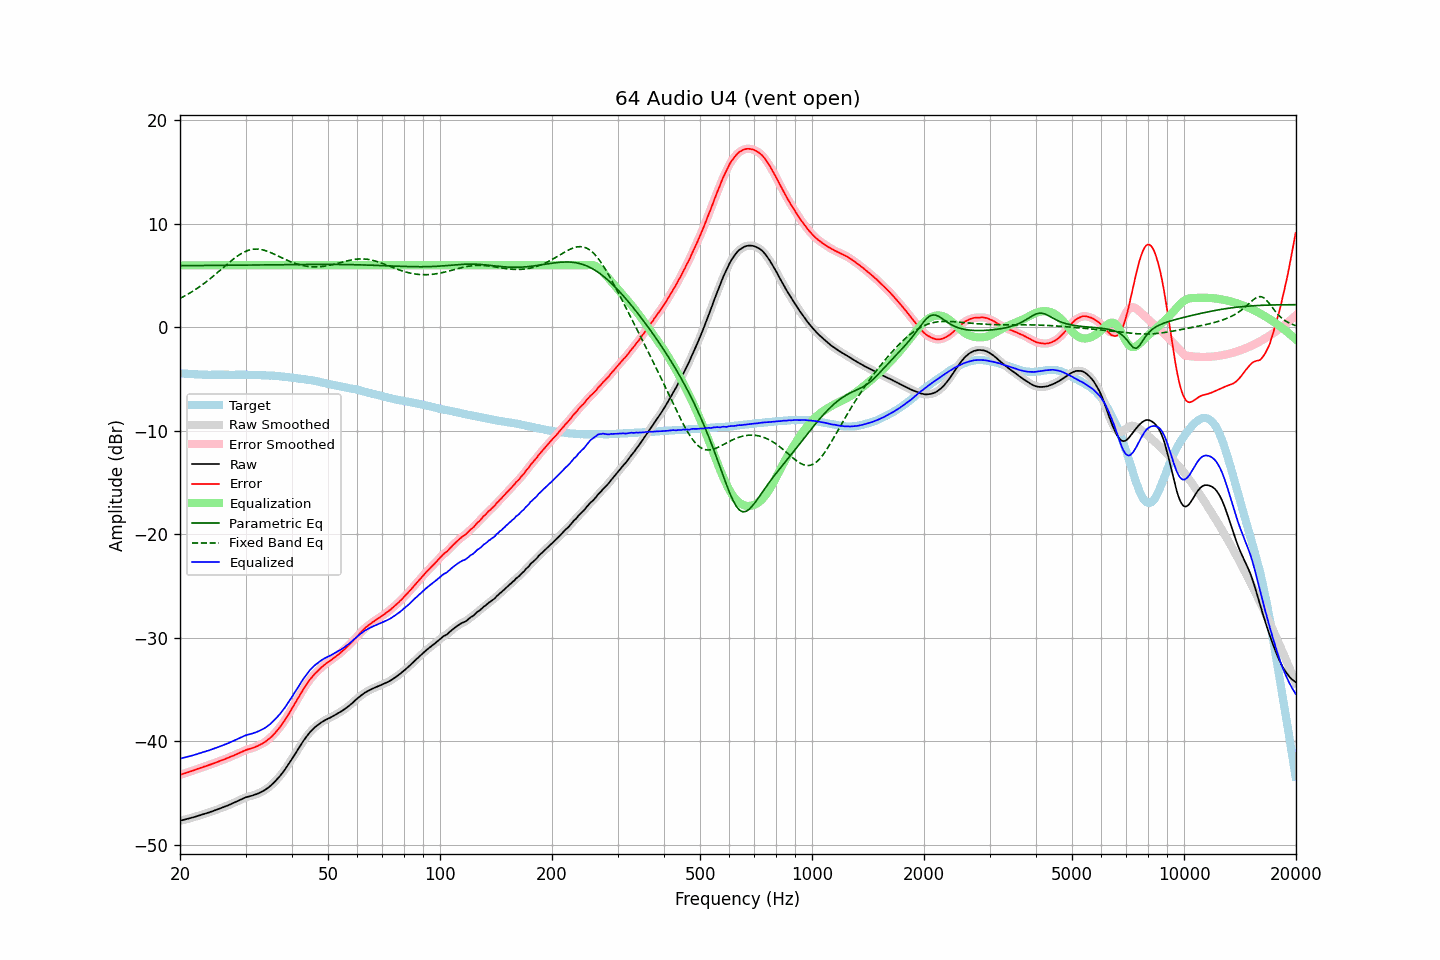 64 Audio U4 (vent open)
20
10
0
−10
−20
−30
−40
−50
Amplitude (dBr)
Target
Raw Smoothed
Error Smoothed
Raw
Error
Equalization
Parametric Eq
Fixed Band Eq
Equalized
20 50 100 200 500 1000 2000 5000 10000 20000
Frequency (Hz)